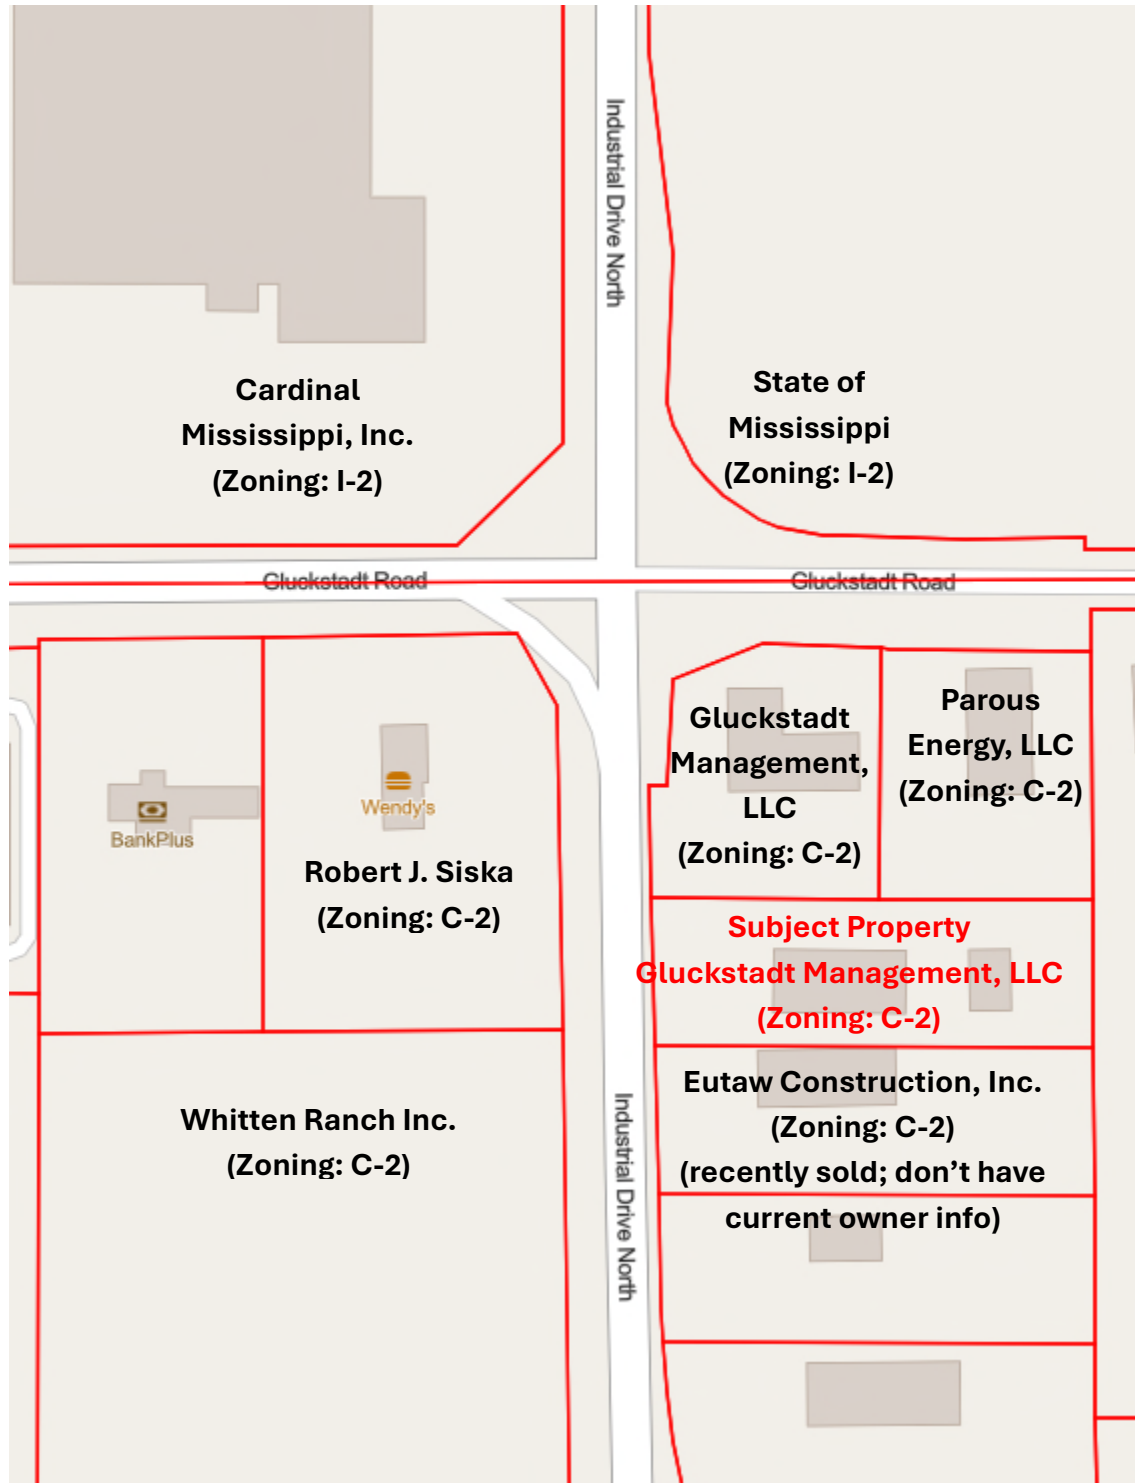 Industrial Drive North
Cardinal
Mississippi, Inc.
(Zoning: I-2)
State of
Mississippi
(Zoning: I-2)
Gluckstadt Road
Gluckstadt Road
BankPlus
Wendy's
Robert J. Siska
(Zoning: C-2)
Gluckstadt
Management,
LLC
(Zoning: C-2)
Parous
Energy, LLC
(Zoning: C-2)
Subject Property
Gluckstadt Management, LLC
(Zoning: C-2)
Whitten Ranch Inc.
(Zoning: C-2)
Industrial Drive North
Eutaw Construction, Inc.
(Zoning: C-2)
(recently sold; don’t have
current owner info)